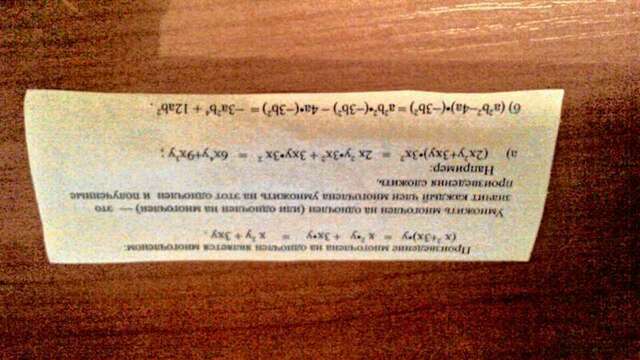 Произведение многочлена на одночлен является многочленом:
(x²+3x)•y = x²•y + 3x•y = x²y + 3xy.
Умножить многочлен на одночлен (или одночлен на многочлен) — это
значит каждый член многочлена умножить на этот одночлен и полученные
произведения сложить.
Например:
а) (2x²y+3xy)•3x² = 2x²y•3x² + 3xy•3x² = 6x⁴y+9x³y;
б) (a²b²–4a)•(–3b²) = a²b²•(–3b²) – 4a•(–3b²) = –3a²b⁴ + 12ab².